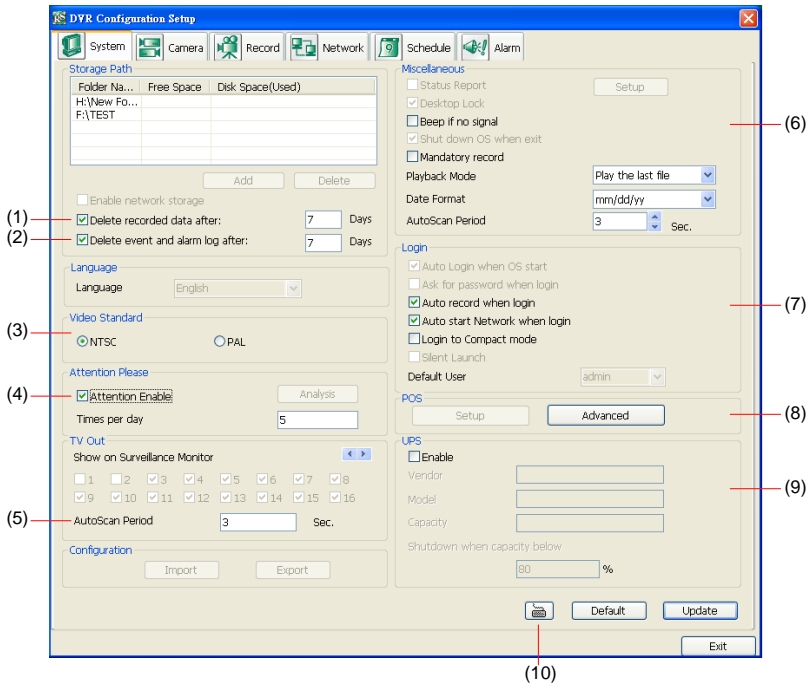 DVR Configuration Setup
System Camera Record Network Schedule Alarm
Storage Path
Folder Na... Free Space Disk Space(Used)
H:\New Fo...
F:\TEST
Add Delete
Enable network storage
(1) Delete recorded data after: 7 Days
(2) Delete event and alarm log after: 7 Days
Language
Language English
Video Standard
(3) NTSC PAL
Attention Please
(4) Attention Enable Analysis
Times per day 5
TV Out
Show on Surveillance Monitor
1 2 3 4 5 6 7 8
9 10 11 12 13 14 15 16
(5) AutoScan Period 3 Sec.
Configuration
Import Export
Miscellaneous
Status Report Setup
Desktop Lock
Beep if no signal (6)
Shut down OS when exit
Mandatory record
Playback Mode Play the last file
Date Format mm/dd/yy
AutoScan Period 3 Sec.
Login
Auto Login when OS start
Ask for password when login
Auto record when login (7)
Auto start Network when login
Login to Compact mode
Silent Launch
Default User admin
POS
Setup Advanced (8)
UPS
Enable
Vendor
Model (9)
Capacity
Shutdown when capacity below
80 %
Default Update
Exit
(10)